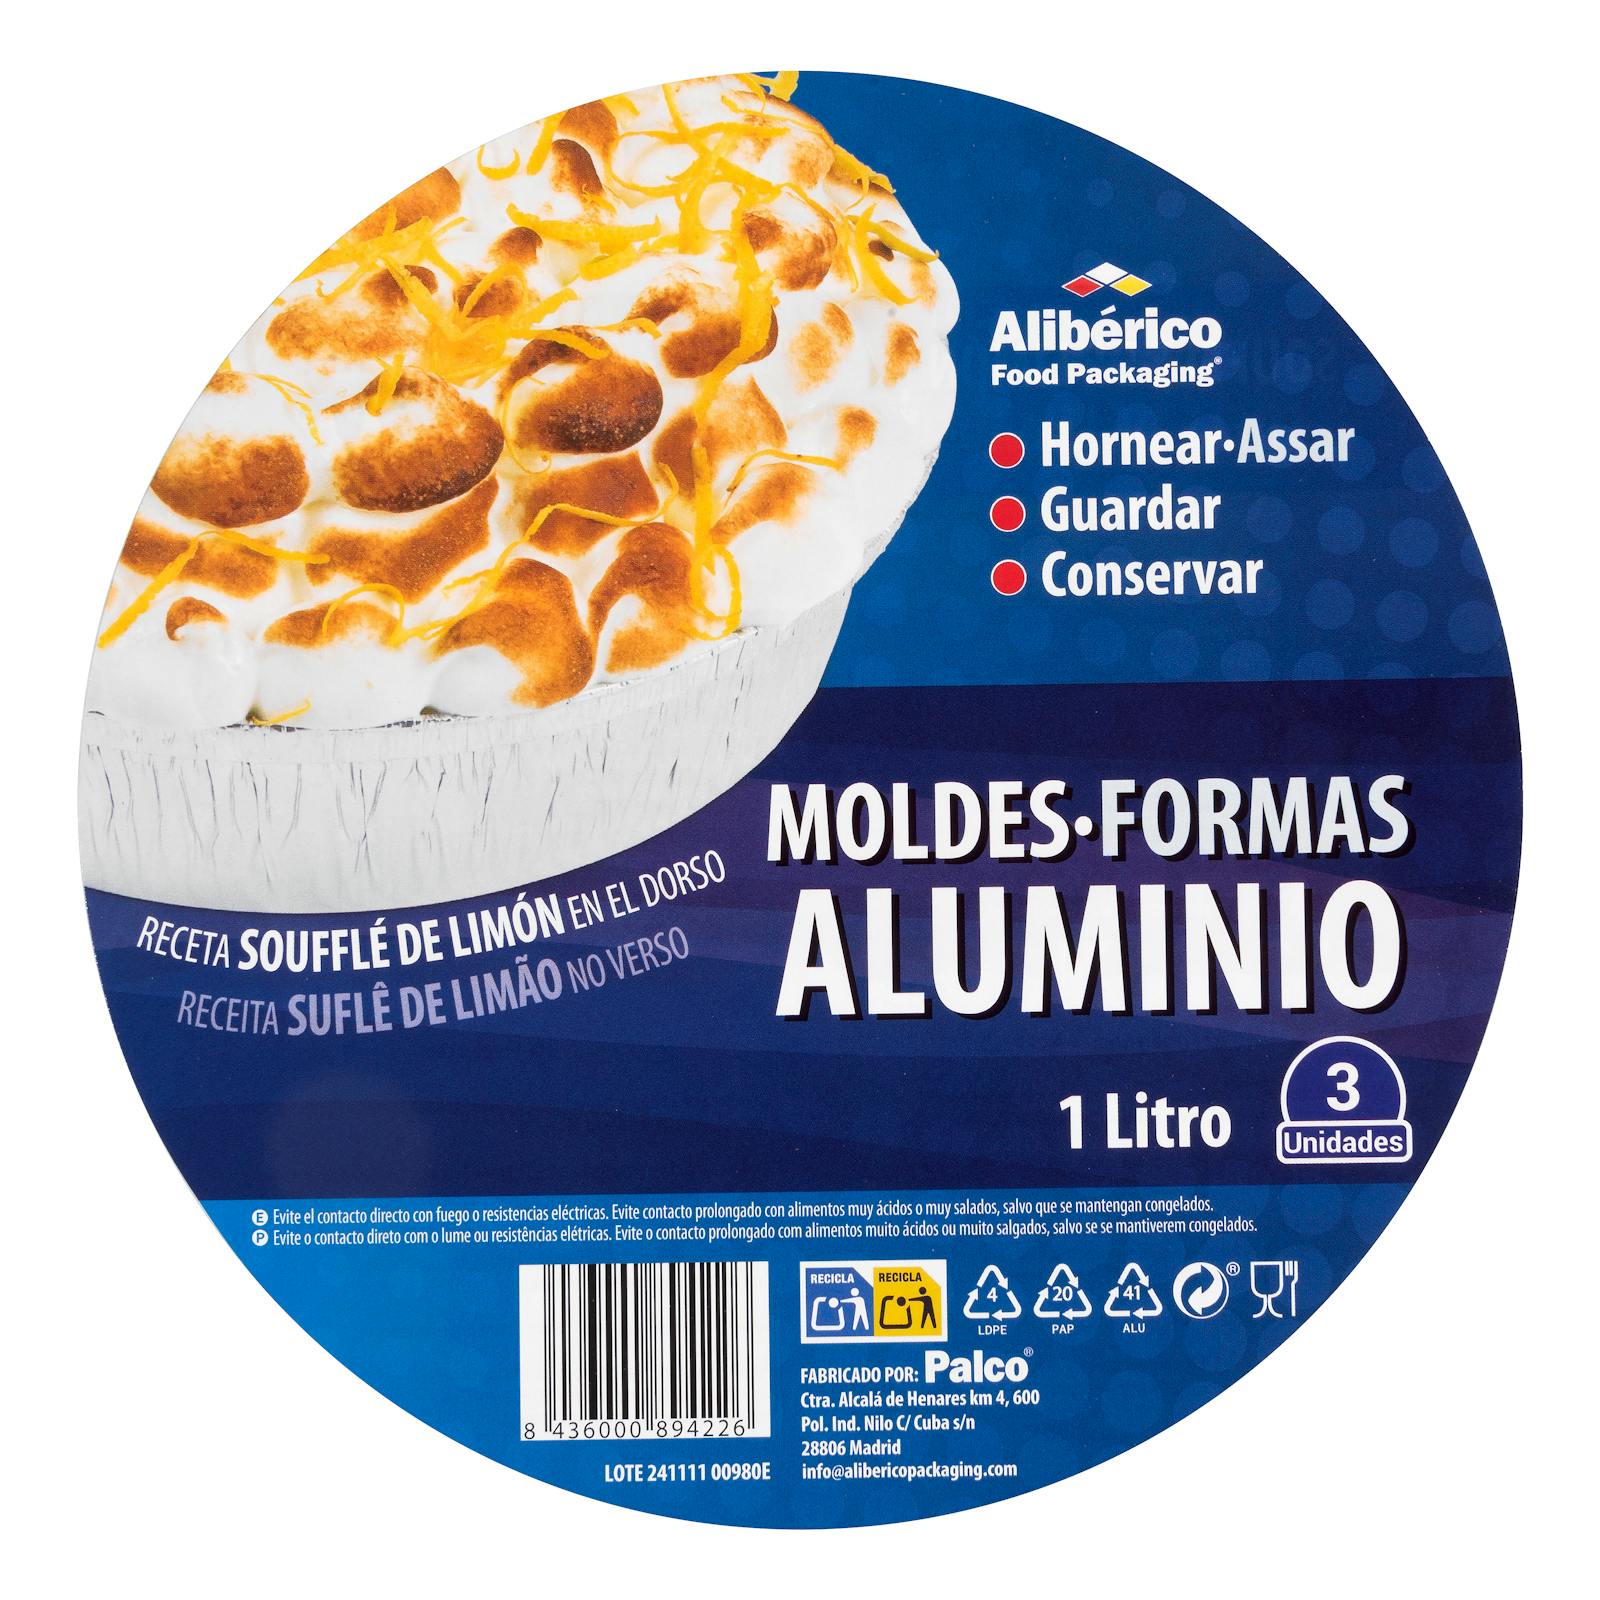 Alibérico
Food Packaging®
Hornear•Assar
Guardar
Conservar
MOLDES•FORMAS
ALUMINIO
RECETA SOUFFLÉ DE LIMÓN EN EL DORSO
RECEITA SUFLÊ DE LIMÃO NO VERSO
1 Litro
3
Unidades
E Evite el contacto directo con fuego o resistencias eléctricas. Evite contacto prolongado con alimentos muy ácidos o muy salados, salvo que se mantengan congelados.
P Evite o contacto direto com o lume ou resistências elétricas. Evite o contacto prolongado com alimentos muito ácidos ou muito salgados, salvo se se mantiverem congelados.
RECICLA RECICLA
4 20 41 ®
LDPE PAP ALU
FABRICADO POR: Palco®
Ctra. Alcalá de Henares km 4, 600
Pol. Ind. Nilo C/ Cuba s/n
28806 Madrid
info@alibericopackaging.com
8 436000 894226
LOTE 241111 00980E